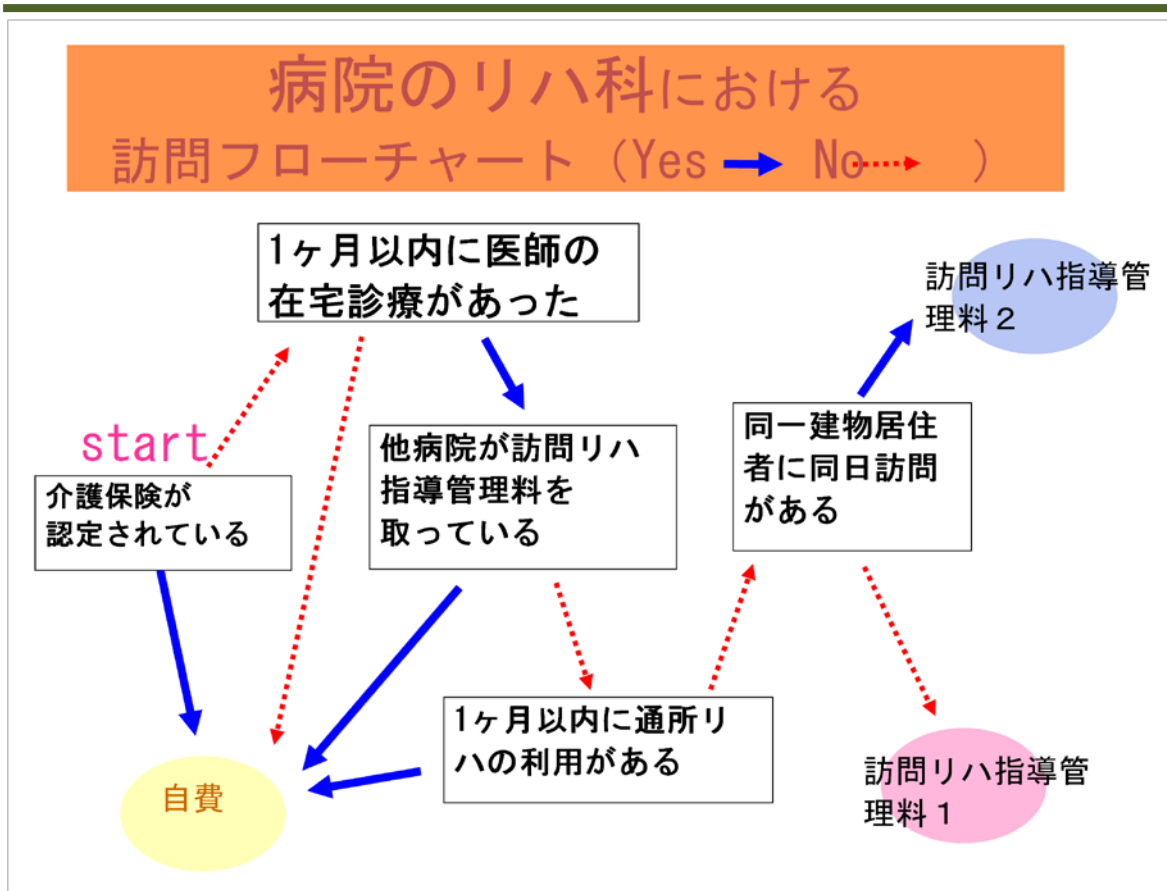 病院のリハ科における
訪問フローチャート（Yes No ）
1ヶ月以内に医師の
在宅診療があった
訪問リハ指導管
理料２
start
介護保険が
認定されている
他病院が訪問リハ
指導管理料を
取っている
同一建物居住
者に同日訪問
がある
1ヶ月以内に通所リ
ハの利用がある
自費
訪問リハ指導管
理料１